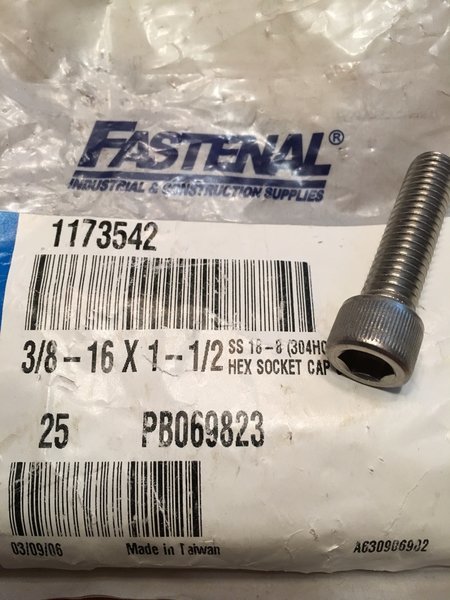 FASTENAL®
INDUSTRIAL & CONSTRUCTION SUPPLIES
1173542
3/8-16 X 1-1/2 SS 18-8 (304HC
HEX SOCKET CAP
25 PB069823
03/09/06 Made in Taiwan A630986982